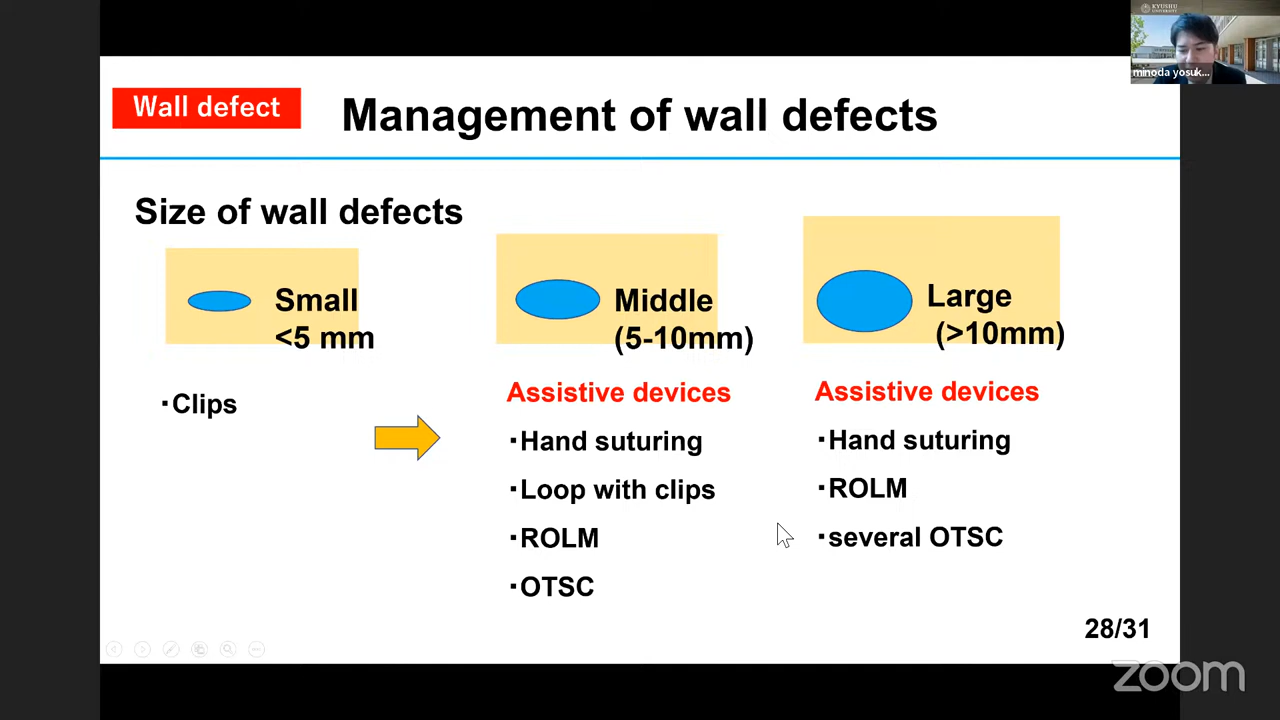 KYUSHU
UNIVERSITY
minoda yosuk...
Wall defect
Management of wall defects
Size of wall defects
Small
<5 mm
・Clips
Middle
(5-10mm)
Assistive devices
・Hand suturing
・Loop with clips
・ROLM
・OTSC
Large
(>10mm)
Assistive devices
・Hand suturing
・ROLM
・several OTSC
28/31
zoom